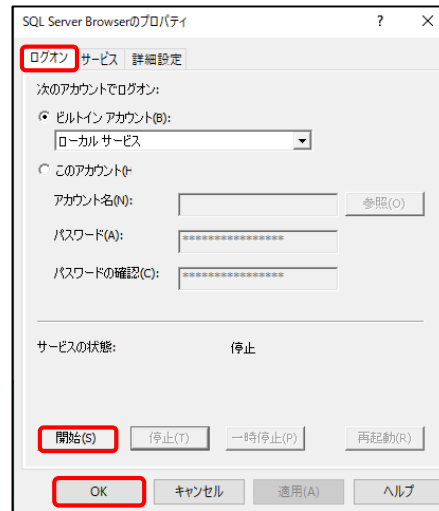 SQL Server Browserのプロパティ ? ×
ログオン サービス 詳細設定
次のアカウントでログオン:
ビルトイン アカウント(B):
ローカル サービス
このアカウント(H
アカウント名(N): 参照(O)
パスワード(A): ****************
パスワードの確認(C): ****************
サービスの状態: 停止
開始(S) 停止(T) 一時停止(P) 再起動(R)
OK キャンセル 適用(A) ヘルプ